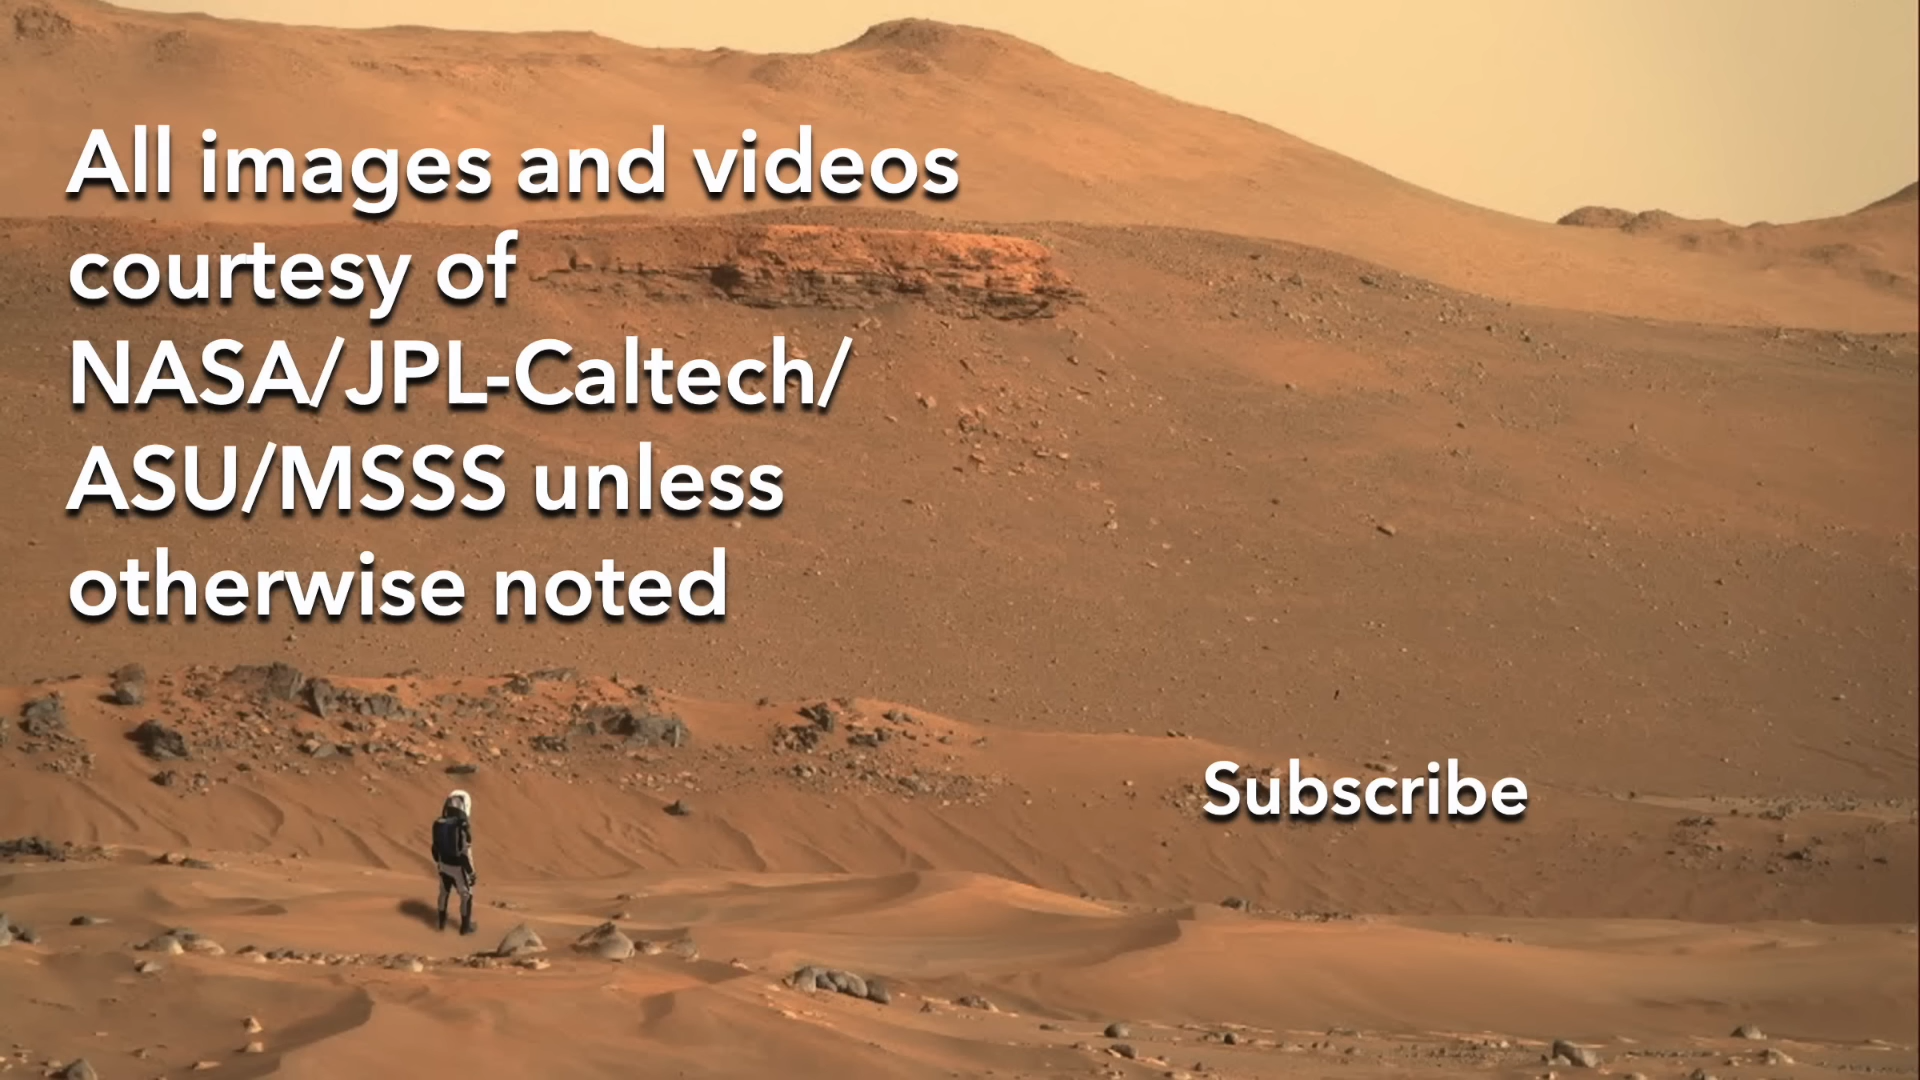 All images and videos
courtesy of
NASA/JPL-Caltech/
ASU/MSSS unless
otherwise noted
Subscribe